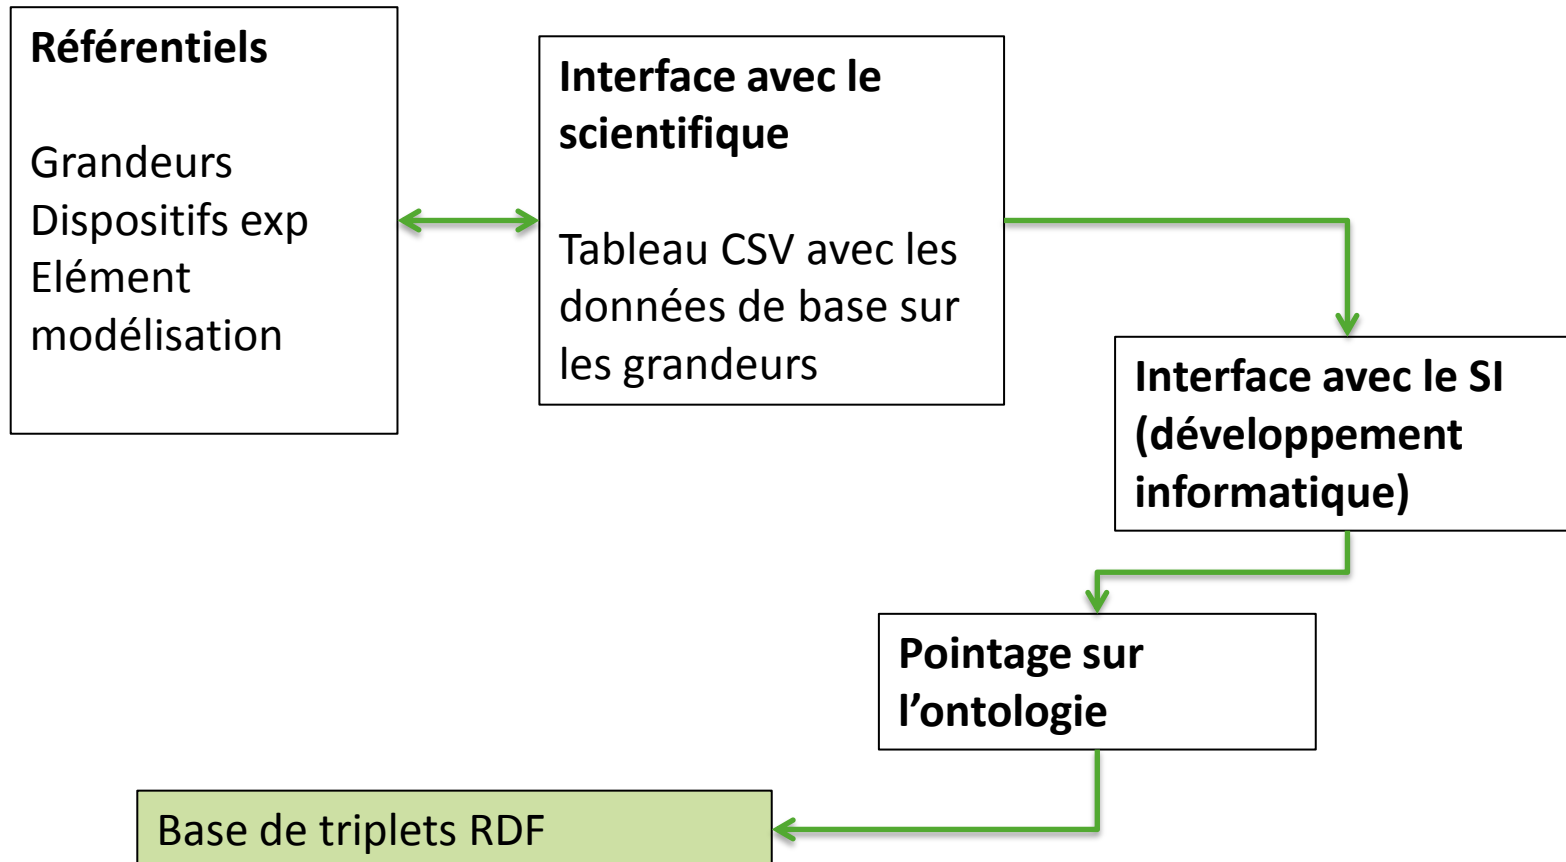 Référentiels
Grandeurs
Dispositifs exp
Elément
modélisation
Interface avec le
scientifique
Tableau CSV avec les
données de base sur
les grandeurs
Interface avec le SI
(développement
informatique)
Pointage sur
l’ontologie
Base de triplets RDF